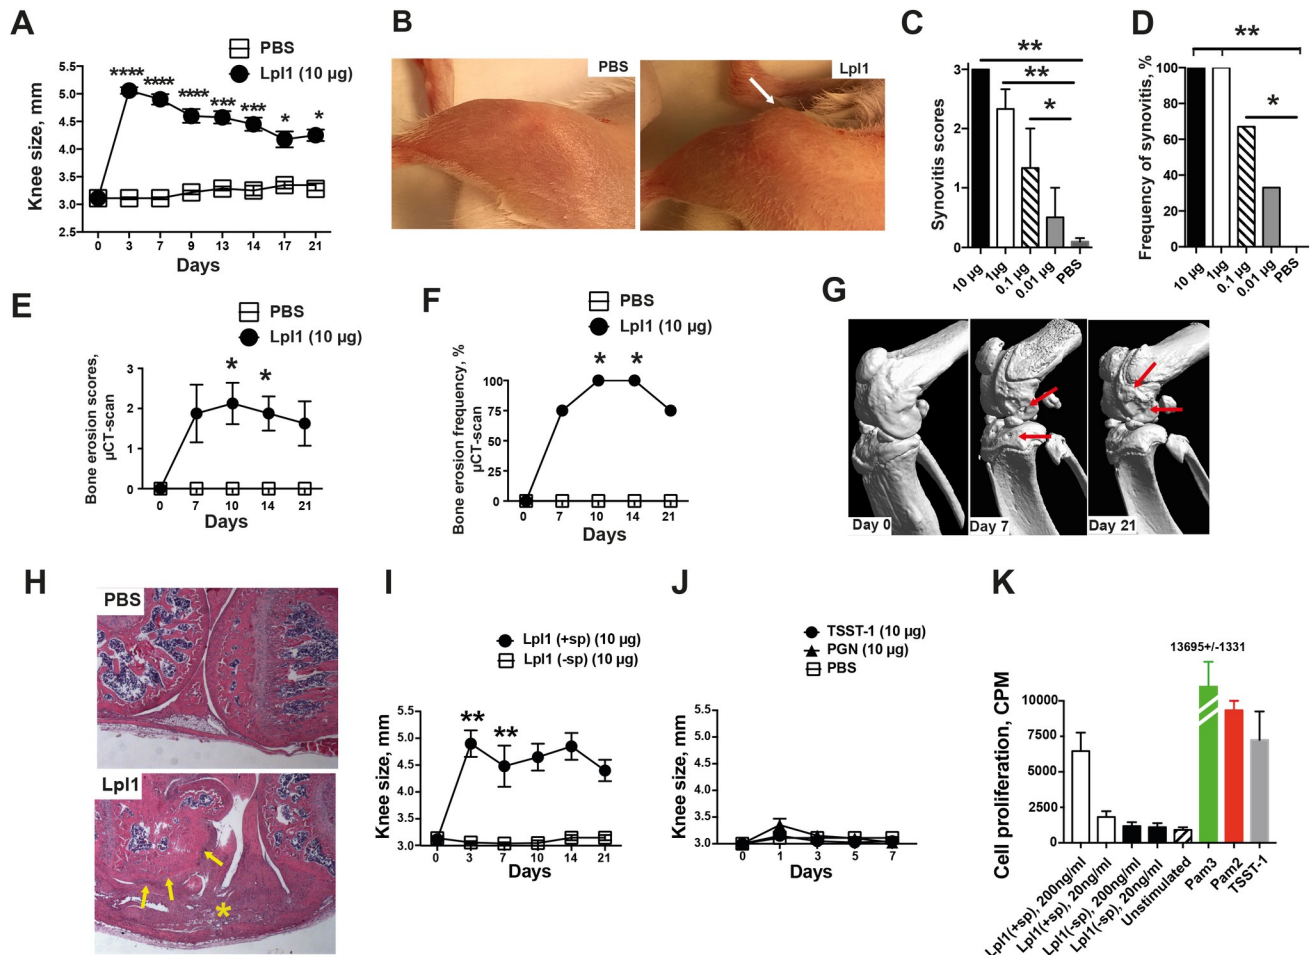 A
PBS
Lpl1 (10 µg)
Knee size, mm
5.5
5.0
4.5
4.0
3.5
3.0
2.5
****
****
****
***
***
*
*
0 3 7 9 13 14 17 21
Days
B
PBS
Lpl1
C
Synovitis scores
3
2
1
0
**
**
*
10 µg
1µg
0.1 µg
0.01 µg
PBS
D
Frequency of synovitis, %
100
80
60
40
20
0
**
*
10 µg
1µg
0.1 µg
0.01 µg
PBS
E
PBS
Lpl1 (10 µg)
Bone erosion scores,
µCT-scan
3
2
1
0
* *
0 7 10 14 21
Days
F
PBS
Lpl1 (10 µg)
Bone erosion frequency, %
µCT-scan
100
75
50
25
0
* *
0 7 10 14 21
Days
G
Day 0
Day 7
Day 21
H
PBS
Lpl1
*
I
Lpl1 (+sp) (10 µg)
Lpl1 (-sp) (10 µg)
Knee size, mm
5.5
5.0
4.5
4.0
3.5
3.0
** **
0 3 7 10 14 21
Days
J
TSST-1 (10 µg)
PGN (10 µg)
PBS
Knee size, mm
5.5
5.0
4.5
4.0
3.5
3.0
0 1 3 5 7
Days
K
13695+/-1331
Cell proliferation, CPM
10000
7500
5000
2500
0
Lpl1(+sp), 200ng/ml
Lpl1(+sp), 20ng/ml
Lpl1(-sp), 200ng/ml
Lpl1(-sp), 20ng/ml
Unstimulated
Pam3
Pam2
TSST-1